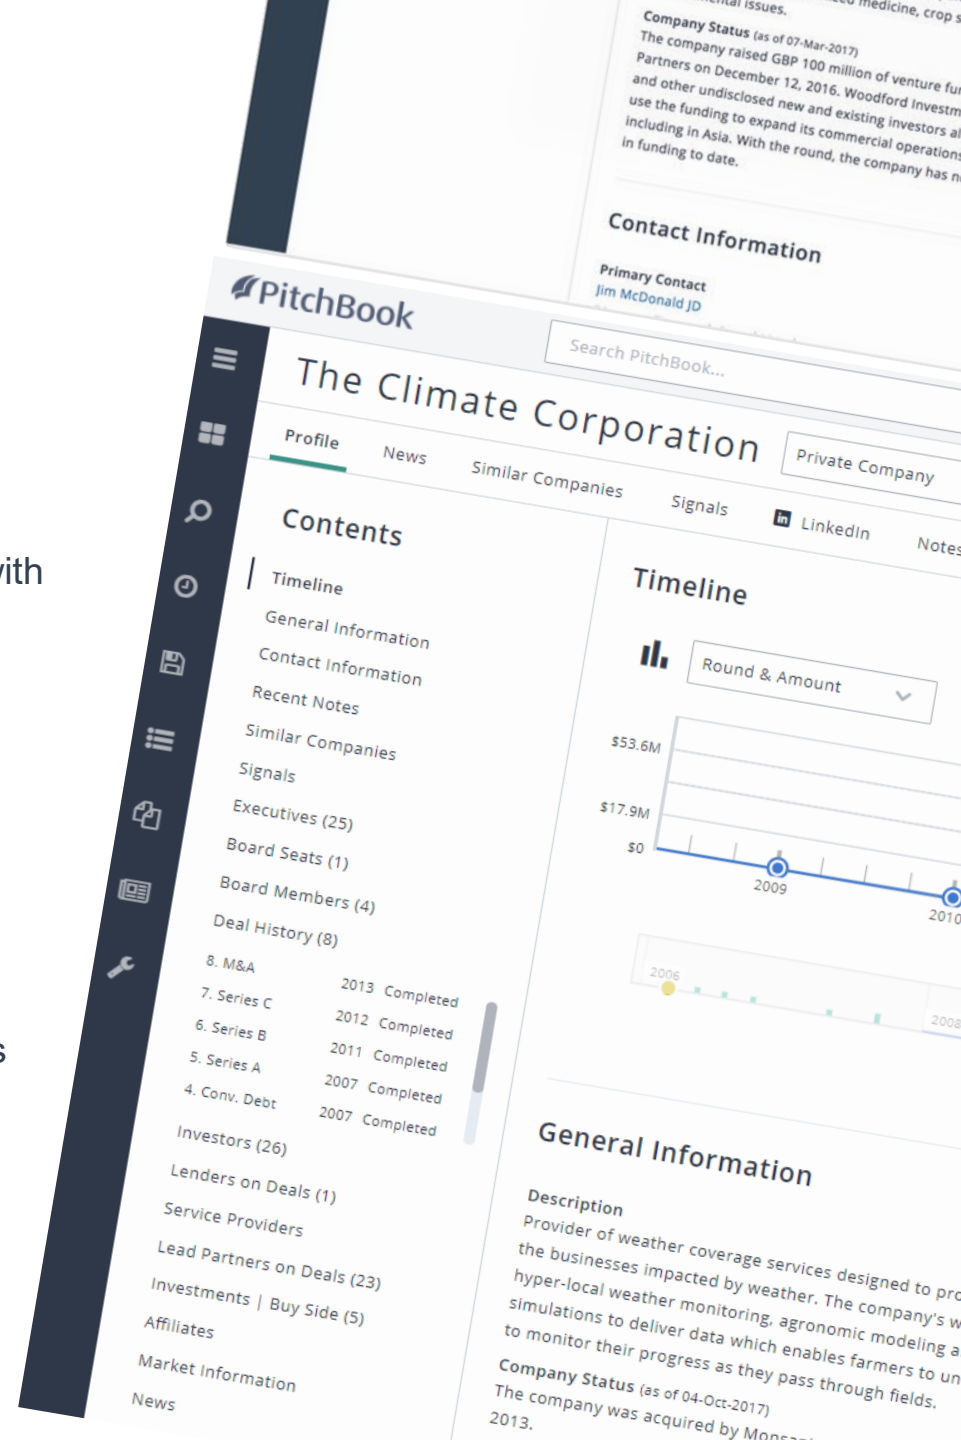 medicine, crop
issues.
Company Status (as of 07-Mar-2017)
The company raised GBP 100 million of venture
Partners on December 12, 2016. Woodford
and other undisclosed new and existing investors
use the funding to expand its commercial operations
including in Asia. With the round, the company has
in funding to date.
Contact Information
Primary Contact
Jim McDonald JD
PitchBook
Search PitchBook...
The Climate Corporation
Private Company
Profile
News
Similar Companies
Signals
in LinkedIn
Notes
Contents
Timeline
General Information
Contact Information
Recent Notes
Similar Companies
Signals
Executives (25)
Board Seats (1)
Board Members (4)
Deal History (8)
8. M&A 2013 Completed
7. Series C 2012 Completed
6. Series B 2011 Completed
5. Series A 2007 Completed
4. Conv. Debt 2007 Completed
Investors (26)
Lenders on Deals (1)
Service Providers
Lead Partners on Deals (23)
Investments | Buy Side (5)
Affiliates
Market Information
News
Timeline
Round & Amount
$53.6M
$17.9M
$0
2009
2010
2006
2008
General Information
Description
Provider of weather coverage services designed to
the businesses impacted by weather. The company's
hyper-local weather monitoring, agronomic modeling
simulations to deliver data which enables farmers to
to monitor their progress as they pass through fields.
Company Status (as of 04-Oct-2017)
The company was acquired by
2013.